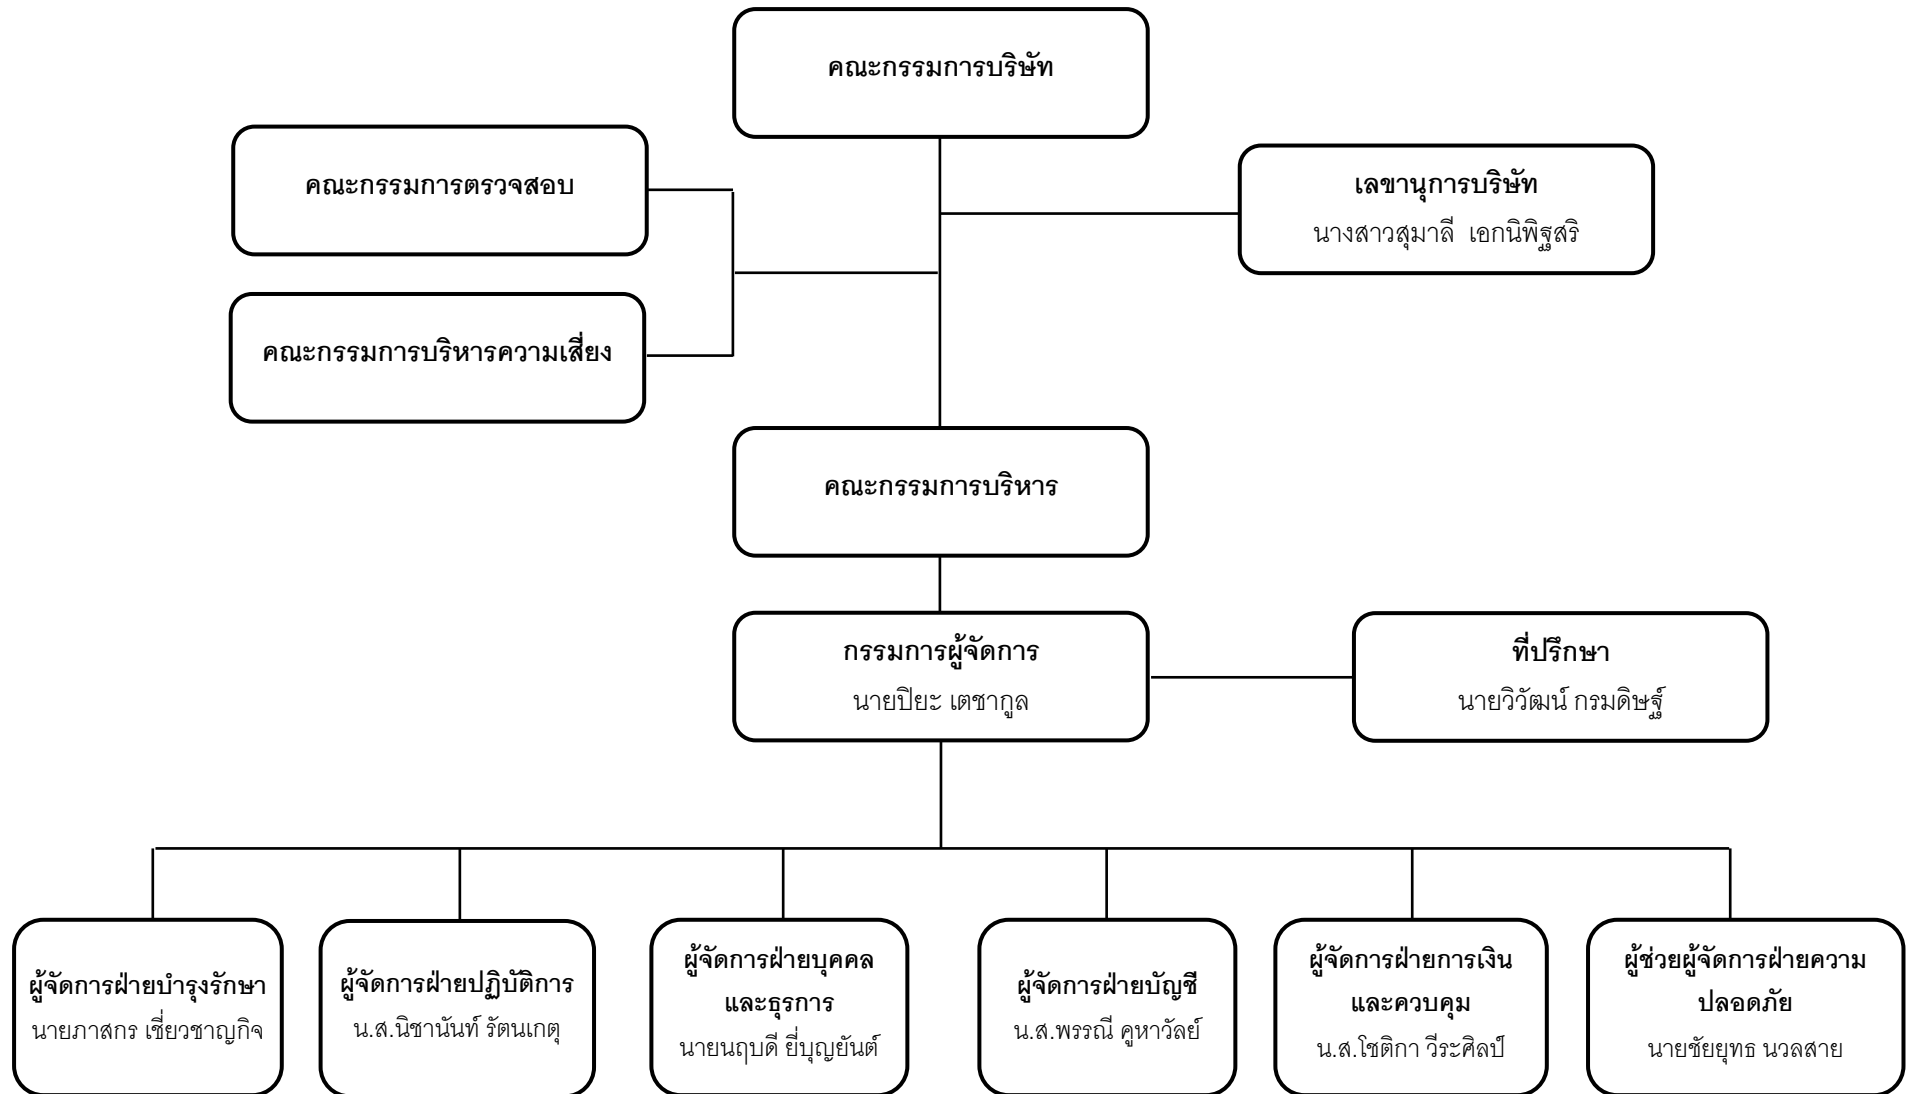 คณะกรรมการบริษัท
คณะกรรมการตรวจสอบ
เลขานุการบริษัท
นางสาวสุมาลี เอกนิพิฐสริ
คณะกรรมการบริหารความเสี่ยง
คณะกรรมการบริหาร
กรรมการผู้จัดการ
นายปิยะ เตชากูล
ที่ปรึกษา
นายวิวัฒน์ กรมดิษฐ์
ผู้จัดการฝ่ายบำรุงรักษา
นายภาสกร เชี่ยวชาญกิจ
ผู้จัดการฝ่ายปฏิบัติการ
น.ส.นิชานันท์ รัตนเกตุ
ผู้จัดการฝ่ายบุคคล
และธุรการ
นายนฤบดี ยี่บุญยันต์
ผู้จัดการฝ่ายบัญชี
น.ส.พรรณี คูหาวัลย์
ผู้จัดการฝ่ายการเงิน
และควบคุม
น.ส.โชติกา วีระศิลป์
ผู้ช่วยผู้จัดการฝ่ายความ
ปลอดภัย
นายชัยยุทธ นวลสาย